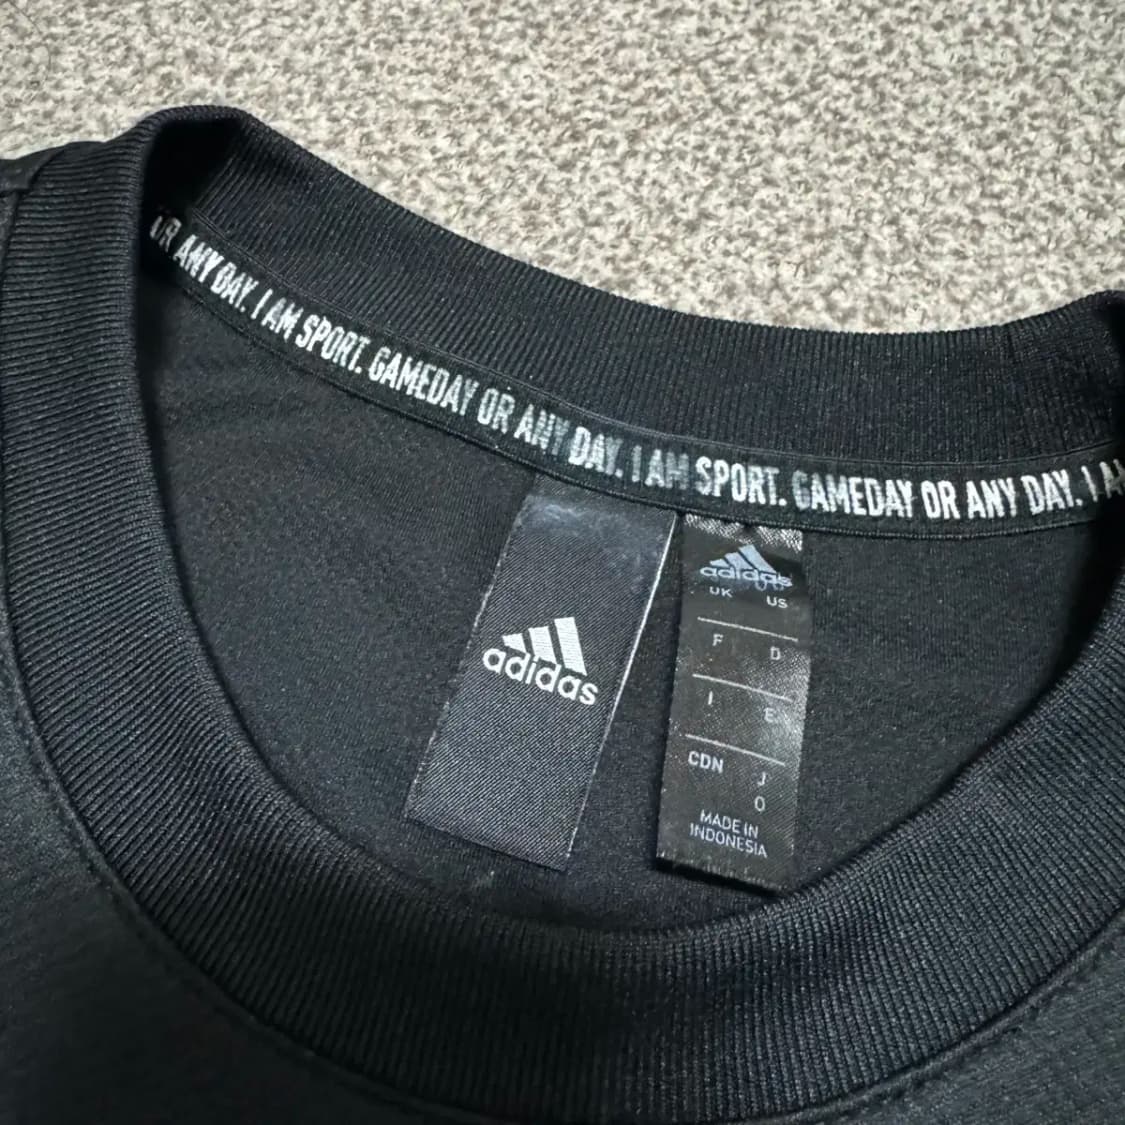 OR ANY DAY. I AM SPORT. GAMEDAY OR ANY DAY. I AM SPORT. GAMEDAY OR ANY DAY. I AM
adidas
adidas
UK US
F D
I E
CDN J
O
MADE IN
INDONESIA